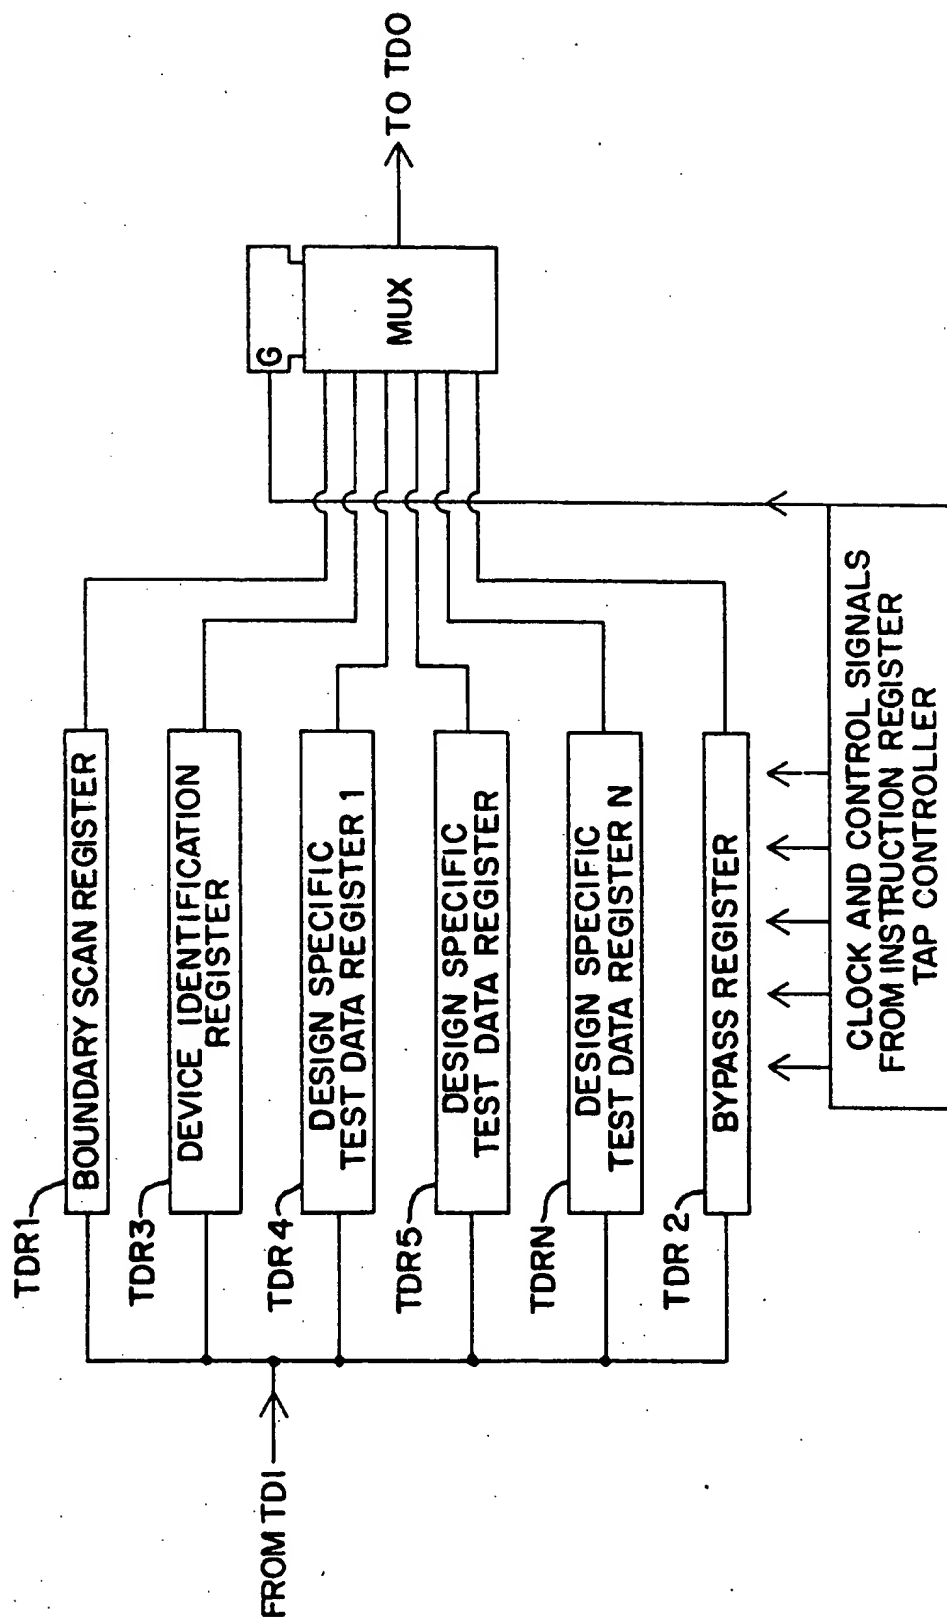 FROM TDI
TDR1
BOUNDARY SCAN REGISTER
TDR3
DEVICE IDENTIFICATION
REGISTER
TDR4
DESIGN SPECIFIC
TEST DATA REGISTER 1
TDR5
DESIGN SPECIFIC
TEST DATA REGISTER
TDRN
DESIGN SPECIFIC
TEST DATA REGISTER N
TDR 2
BYPASS REGISTER
G
MUX
TO TDO
CLOCK AND CONTROL SIGNALS
FROM INSTRUCTION REGISTER
TAP CONTROLLER